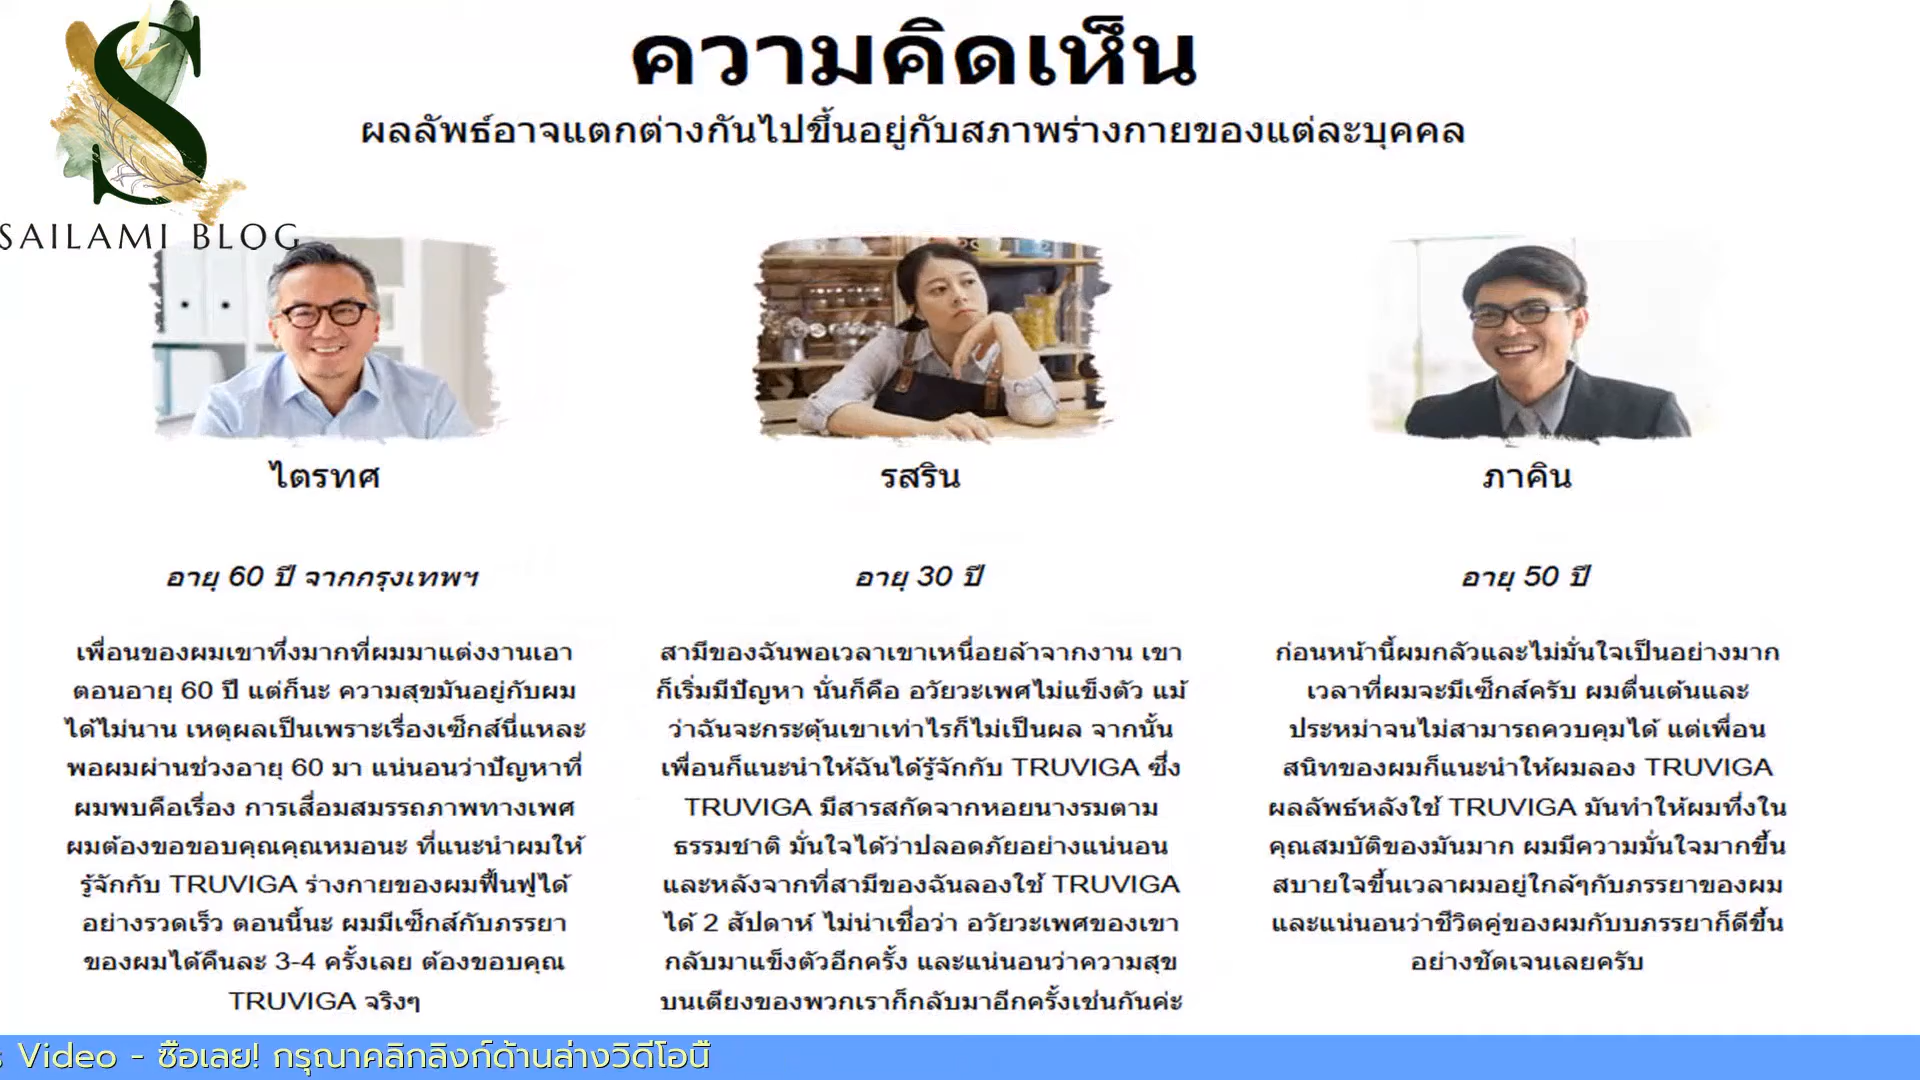 ความคิดเห็น
ผลลัพธ์อาจแตกต่างกันไปขึ้นอยู่กับสภาพร่างกายของแต่ละบุคคล
S
SAILAMI BLOG
ไตรทศ
อายุ 60 ปี จากกรุงเทพฯ
เพื่อนของผมเขาทึ่งมากที่ผมมาแต่งงานเอา
ตอนอายุ 60 ปี แต่ก็นะ ความสุขมันอยู่กับผม
ได้ไม่นาน เหตุผลเป็นเพราะเรื่องเซ็กส์นี่แหละ
พอผมผ่านช่วงอายุ 60 มา แน่นอนว่าปัญหาที่
ผมพบคือเรื่อง การเสื่อมสมรรถภาพทางเพศ
ผมต้องขอขอบคุณคุณหมอนะ ที่แนะนำผมให้
รู้จักกับ TRUVIGA ร่างกายของผมฟื้นฟูได้
อย่างรวดเร็ว ตอนนี้นะ ผมมีเซ็กส์กับภรรยา
ของผมได้คืนละ 3-4 ครั้งเลย ต้องขอบคุณ
TRUVIGA จริงๆ
รสริน
อายุ 30 ปี
สามีของฉันพอเวลาเขาเหนื่อยล้าจากงาน เขา
ก็เริ่มมีปัญหา นั่นก็คือ อวัยวะเพศไม่แข็งตัว แม้
ว่าฉันจะกระตุ้นเขาเท่าไรก็ไม่เป็นผล จากนั้น
เพื่อนก็แนะนำให้ฉันได้รู้จักกับ TRUVIGA ซึ่ง
TRUVIGA มีสารสกัดจากหอยนางรมตาม
ธรรมชาติ มั่นใจได้ว่าปลอดภัยอย่างแน่นอน
และหลังจากที่สามีของฉันลองใช้ TRUVIGA
ได้ 2 สัปดาห์ ไม่น่าเชื่อว่า อวัยวะเพศของเขา
กลับมาแข็งตัวอีกครั้ง และแน่นอนว่าความสุข
บนเตียงของพวกเราก็กลับมาอีกครั้งเช่นกันค่ะ
ภาคิน
อายุ 50 ปี
ก่อนหน้านี้ผมกลัวและไม่มั่นใจเป็นอย่างมาก
เวลาที่ผมจะมีเซ็กส์ครับ ผมตื่นเต้นและ
ประหม่าจนไม่สามารถควบคุมได้ แต่เพื่อน
สนิทของผมก็แนะนำให้ผมลอง TRUVIGA
ผลลัพธ์หลังใช้ TRUVIGA มันทำให้ผมทึ่งใน
คุณสมบัติของมันมาก ผมมีความมั่นใจมากขึ้น
สบายใจขึ้นเวลาผมอยู่ใกล้ๆกับภรรยาของผม
และแน่นอนว่าชีวิตคู่ของผมกับบภรรยาก็ดีขึ้น
อย่างชัดเจนเลยครับ
s Video - ซื้อเลย! กรุณาคลิกลิงก์ด้านล่างวิดีโอนี้